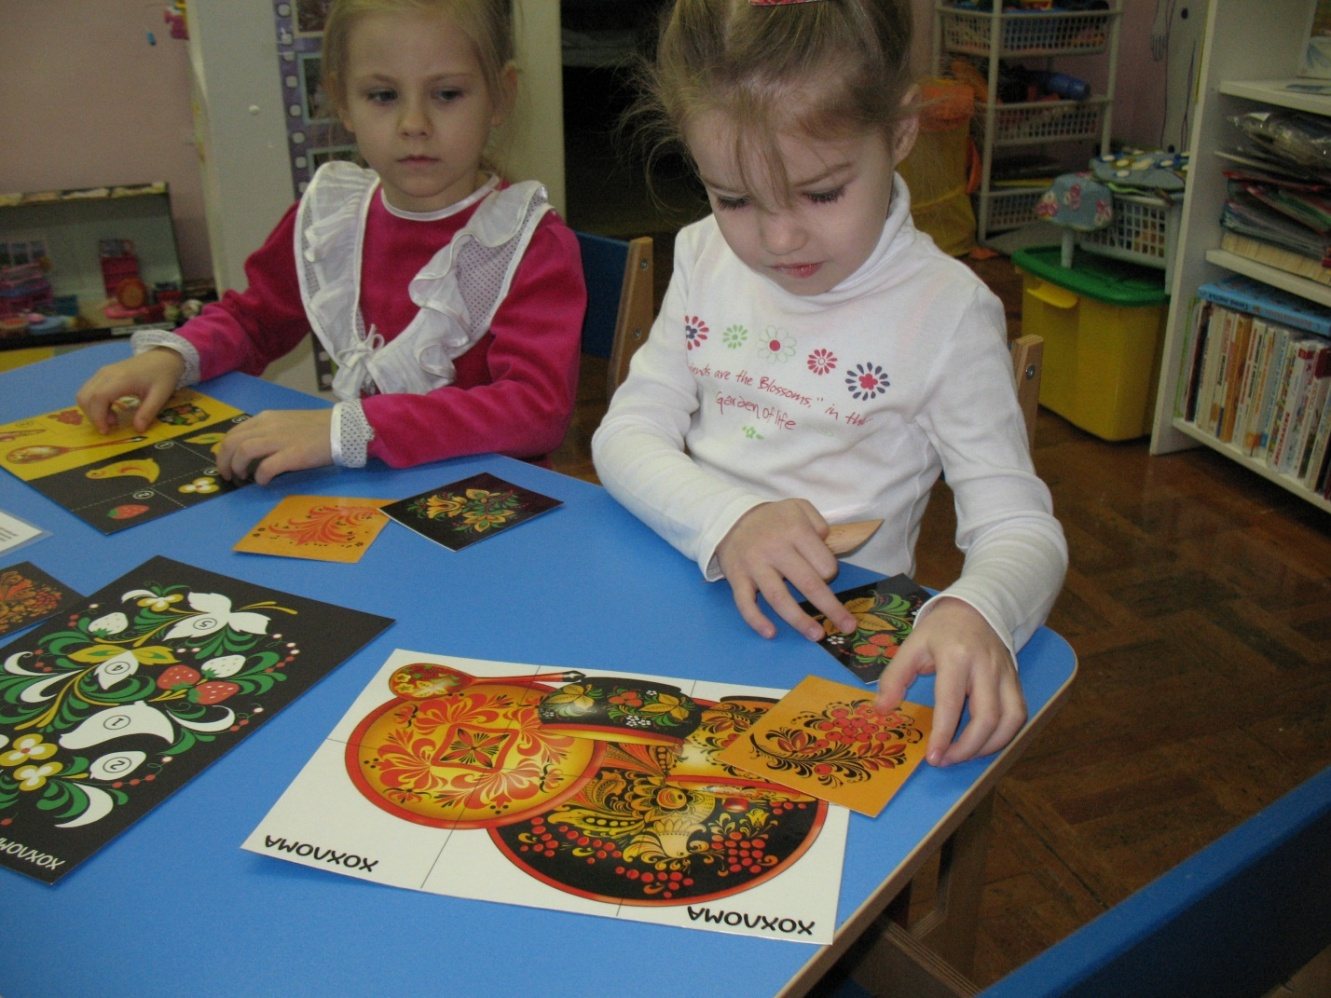 are the Blossoms," in the
garden of life
5
4
1
2
ХОХЛОМА
ХОХЛОМА
ХОХЛОМА